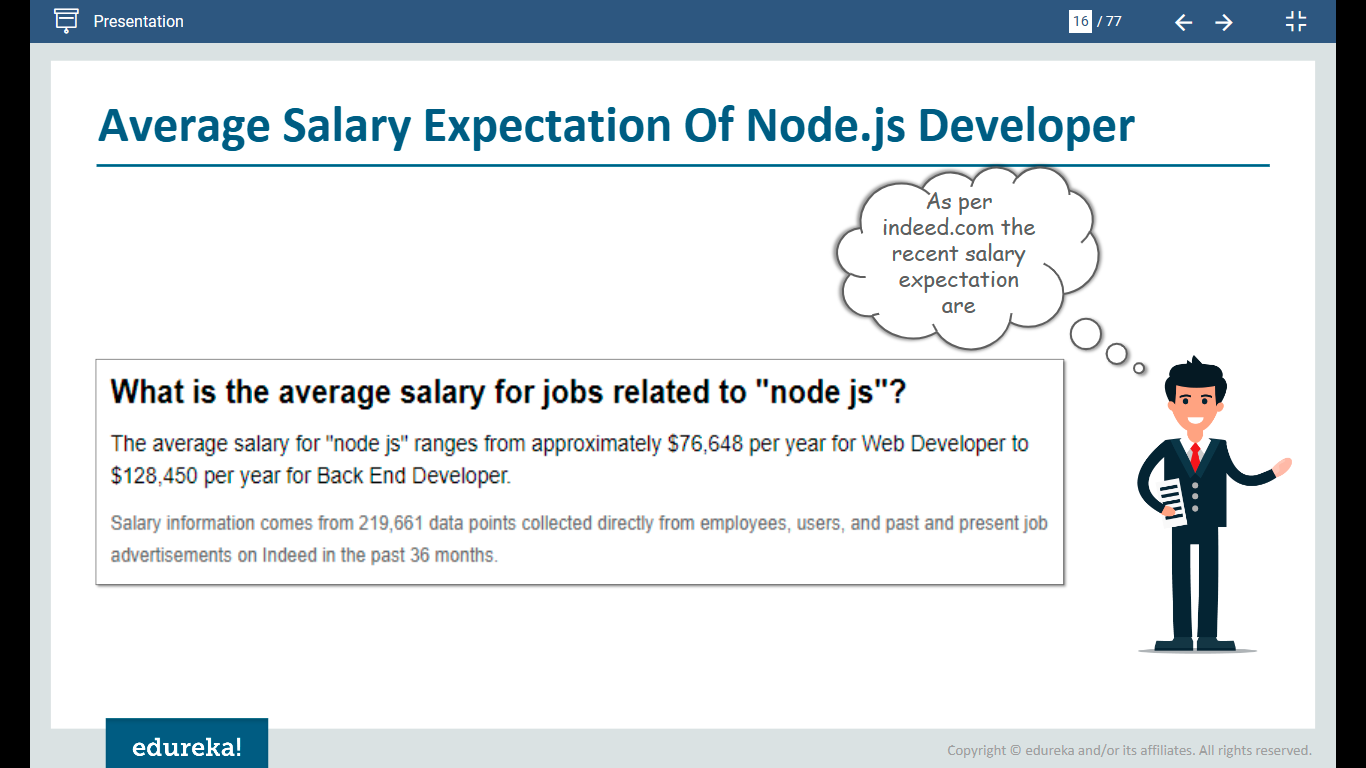 Presentation
16 / 77
Average Salary Expectation Of Node.js Developer
As per
indeed.com the
recent salary
expectation
are
What is the average salary for jobs related to "node js"?
The average salary for "node js" ranges from approximately $76,648 per year for Web Developer to
$128,450 per year for Back End Developer.
Salary information comes from 219,661 data points collected directly from employees, users, and past and present job
advertisements on Indeed in the past 36 months.
edureka!
Copyright © edureka and/or its affiliates. All rights reserved.